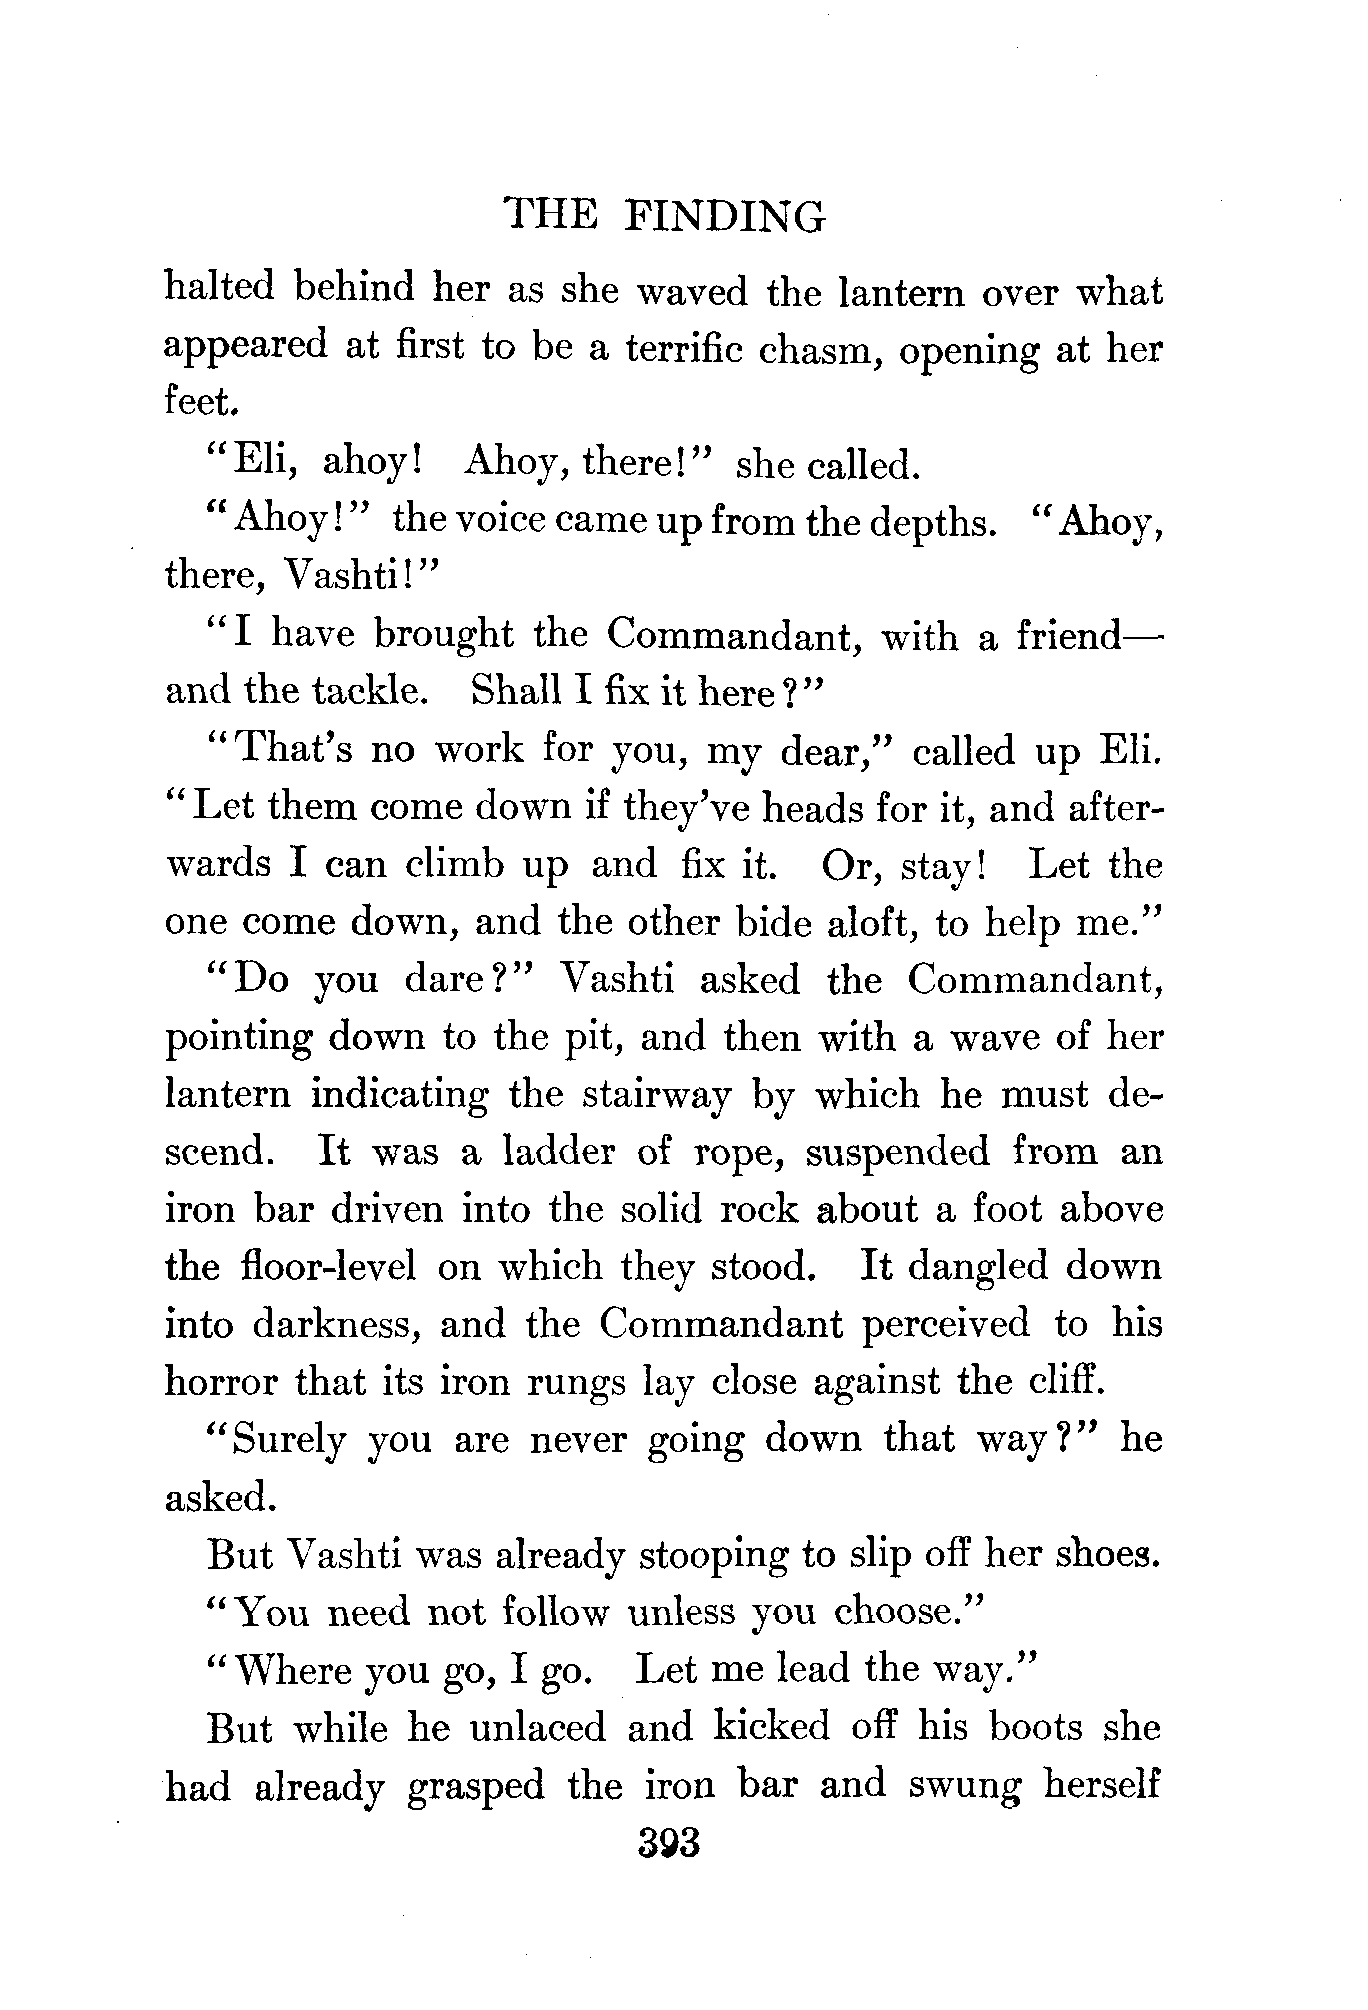 THE FINDING
halted behind her as she waved the lantern over what
appeared at first to be a terrific chasm, opening at her
feet.
"Eli, ahoy! Ahoy, there!" she called.
"Ahoy!" the voice came up from the depths. "Ahoy,
there, Vashti!"
"I have brought the Commandant, with a friend—
and the tackle. Shall I fix it here?"
"That's no work for you, my dear," called up Eli.
"Let them come down if they've heads for it, and after-
wards I can climb up and fix it. Or, stay! Let the
one come down, and the other bide aloft, to help me."
"Do you dare?" Vashti asked the Commandant,
pointing down to the pit, and then with a wave of her
lantern indicating the stairway by which he must de-
scend. It was a ladder of rope, suspended from an
iron bar driven into the solid rock about a foot above
the floor-level on which they stood. It dangled down
into darkness, and the Commandant perceived to his
horror that its iron rungs lay close against the cliff.
"Surely you are never going down that way?" he
asked.
But Vashti was already stooping to slip off her shoes.
"You need not follow unless you choose."
"Where you go, I go. Let me lead the way."
But while he unlaced and kicked off his boots she
had already grasped the iron bar and swung herself
393